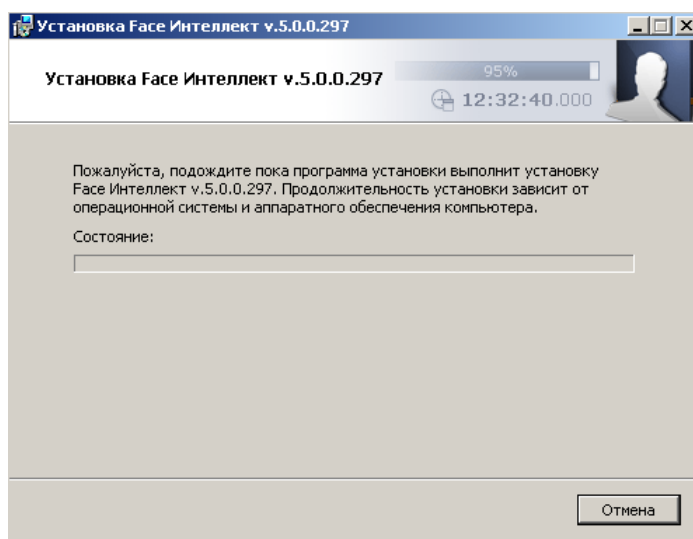 Установка Face Интеллект v.5.0.0.297
Установка Face Интеллект v.5.0.0.297
95%
12:32:40.000
Пожалуйста, подождите пока программа установки выполнит установку
Face Интеллект v.5.0.0.297. Продолжительность установки зависит от
операционной системы и аппаратного обеспечения компьютера.
Состояние:
Отмена